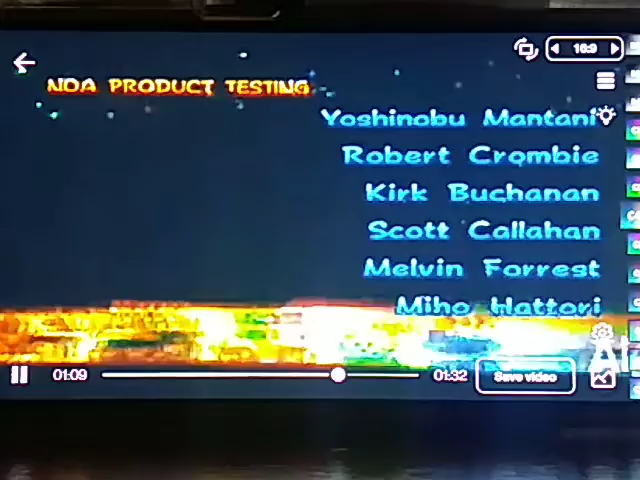 16:9
NOA PRODUCT TESTING
Yoshinobu Mantani
Robert Crombie
Kirk Buchanan
Scott Callahan
Melvin Forrest
Miho Hattori
01:09
01:32
Save video